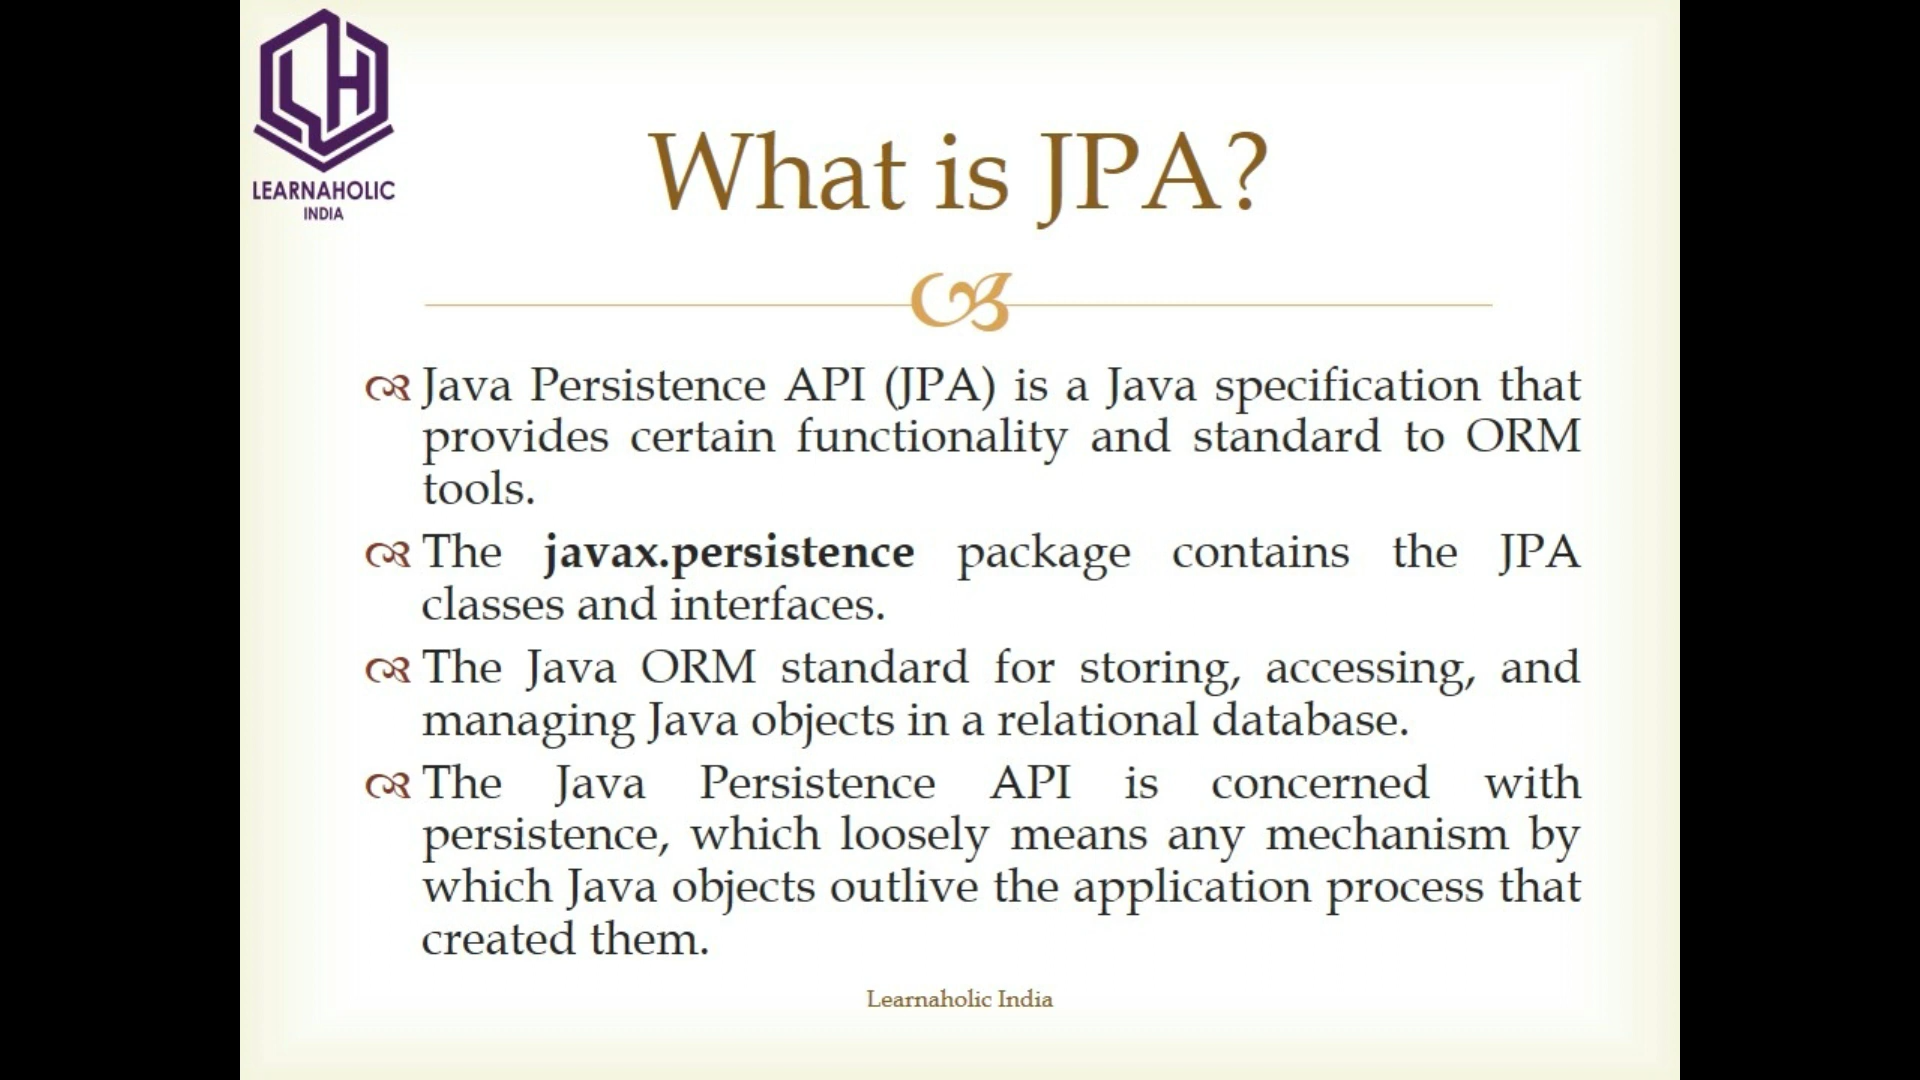 LEARNAHOLIC
INDIA
What is JPA?
Java Persistence API (JPA) is a Java specification that
provides certain functionality and standard to ORM
tools.
The javax.persistence package contains the JPA
classes and interfaces.
The Java ORM standard for storing, accessing, and
managing Java objects in a relational database.
The Java Persistence API is concerned with
persistence, which loosely means any mechanism by
which Java objects outlive the application process that
created them.
Learnaholic India